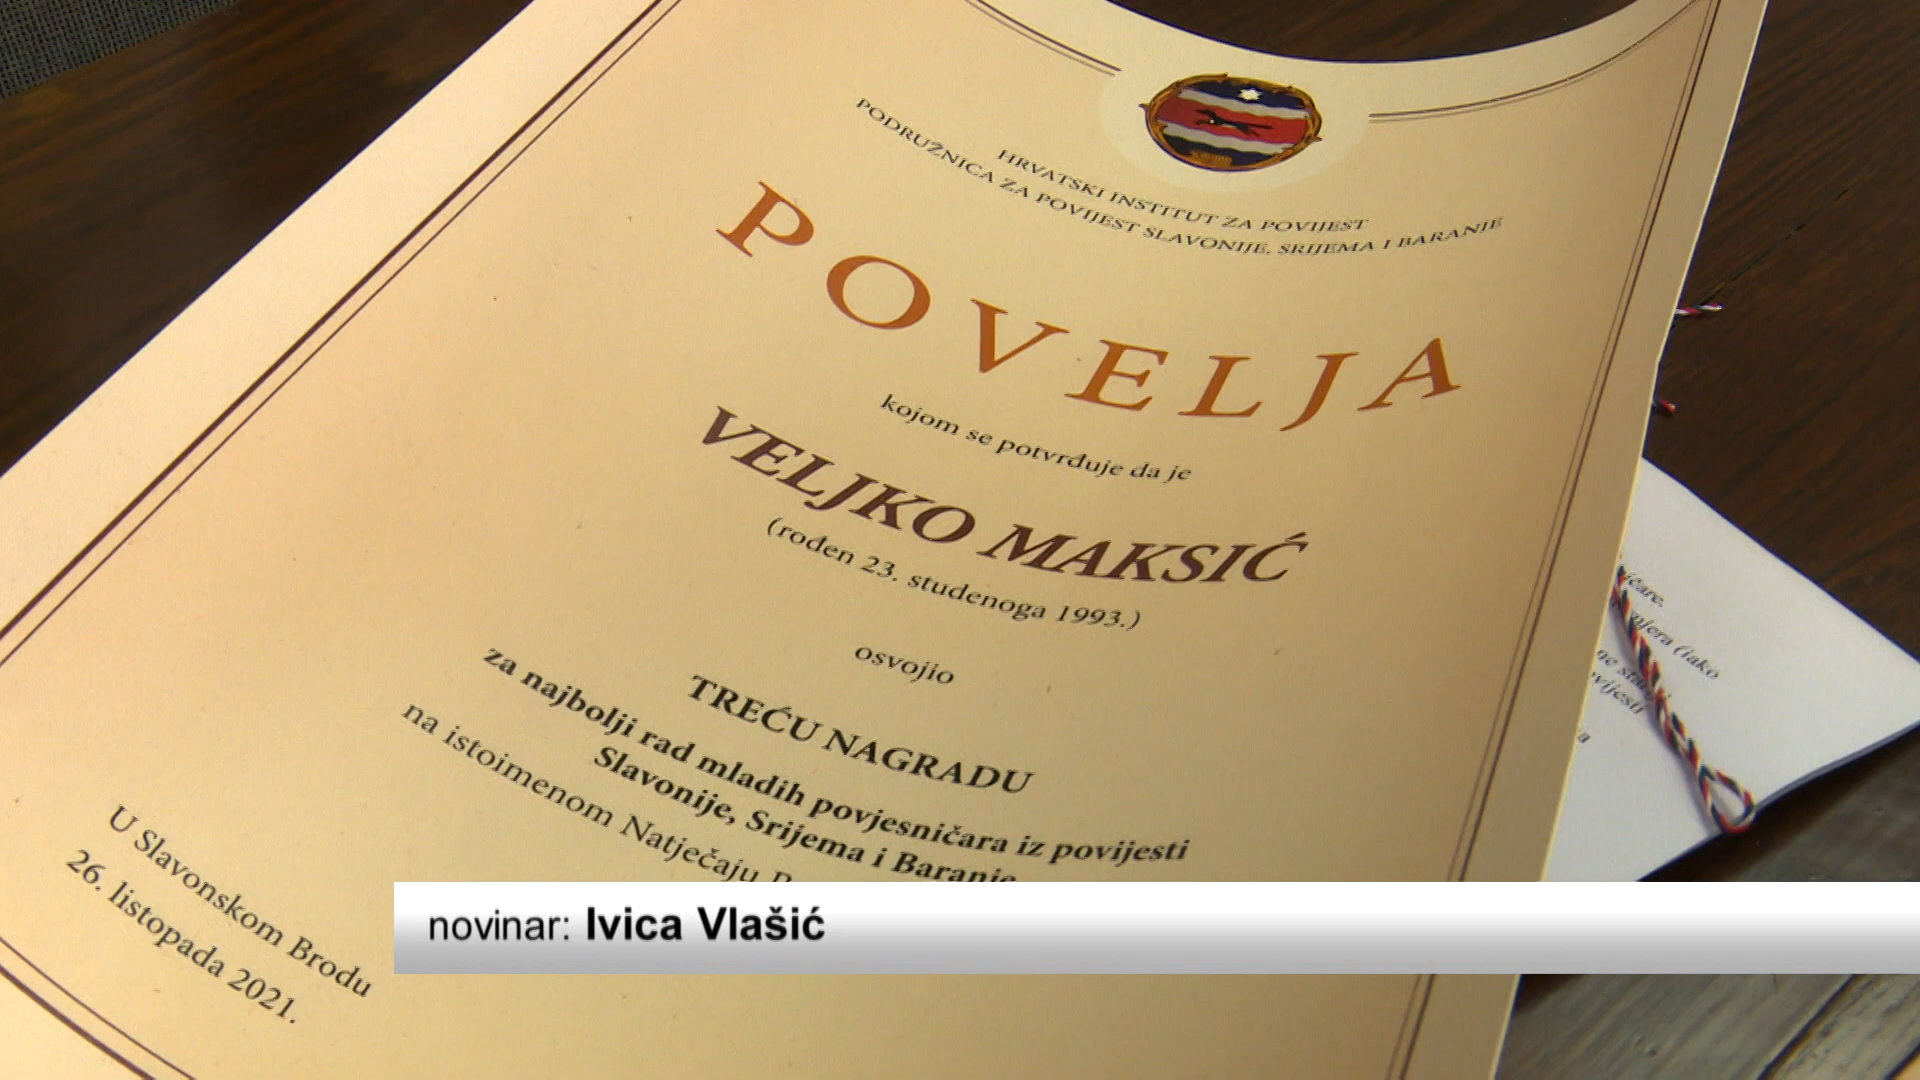 HRVATSKI INSTITUT ZA POVIJEST
PODRUŽNICA ZA POVIJEST SLAVONIJE, SRIJEMA I BARANJE
POVELJA
kojom se potvrđuje da je
VELJKO MAKSIĆ
(rođen 23. studenoga 1993.)
osvojio
TREĆU NAGRADU
za najbolji rad mladih povjesničara iz povijesti
Slavonije, Srijema i Baranje
na istoimenom Natječaju
U Slavonskom Brodu
26. listopada 2021.
(iako
novinar: Ivica Vlašić